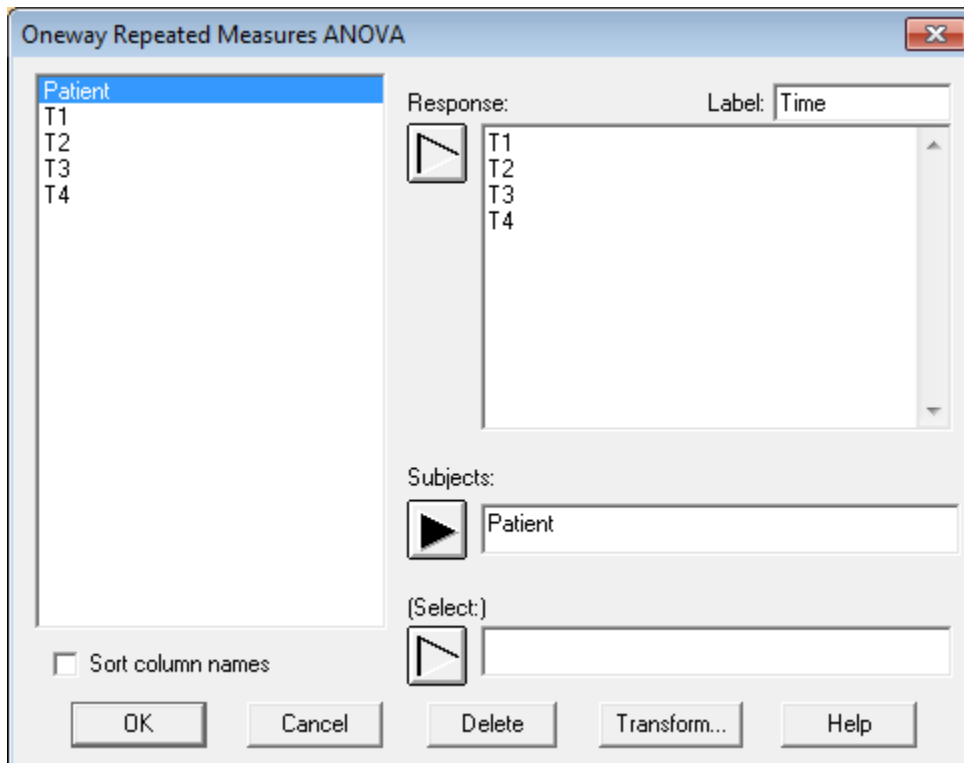 Oneway Repeated Measures ANOVA
Patient
T1
T2
T3
T4
Sort column names
Response:
Label: Time
T1
T2
T3
T4
Subjects:
Patient
(Select:)
OK
Cancel
Delete
Transform...
Help